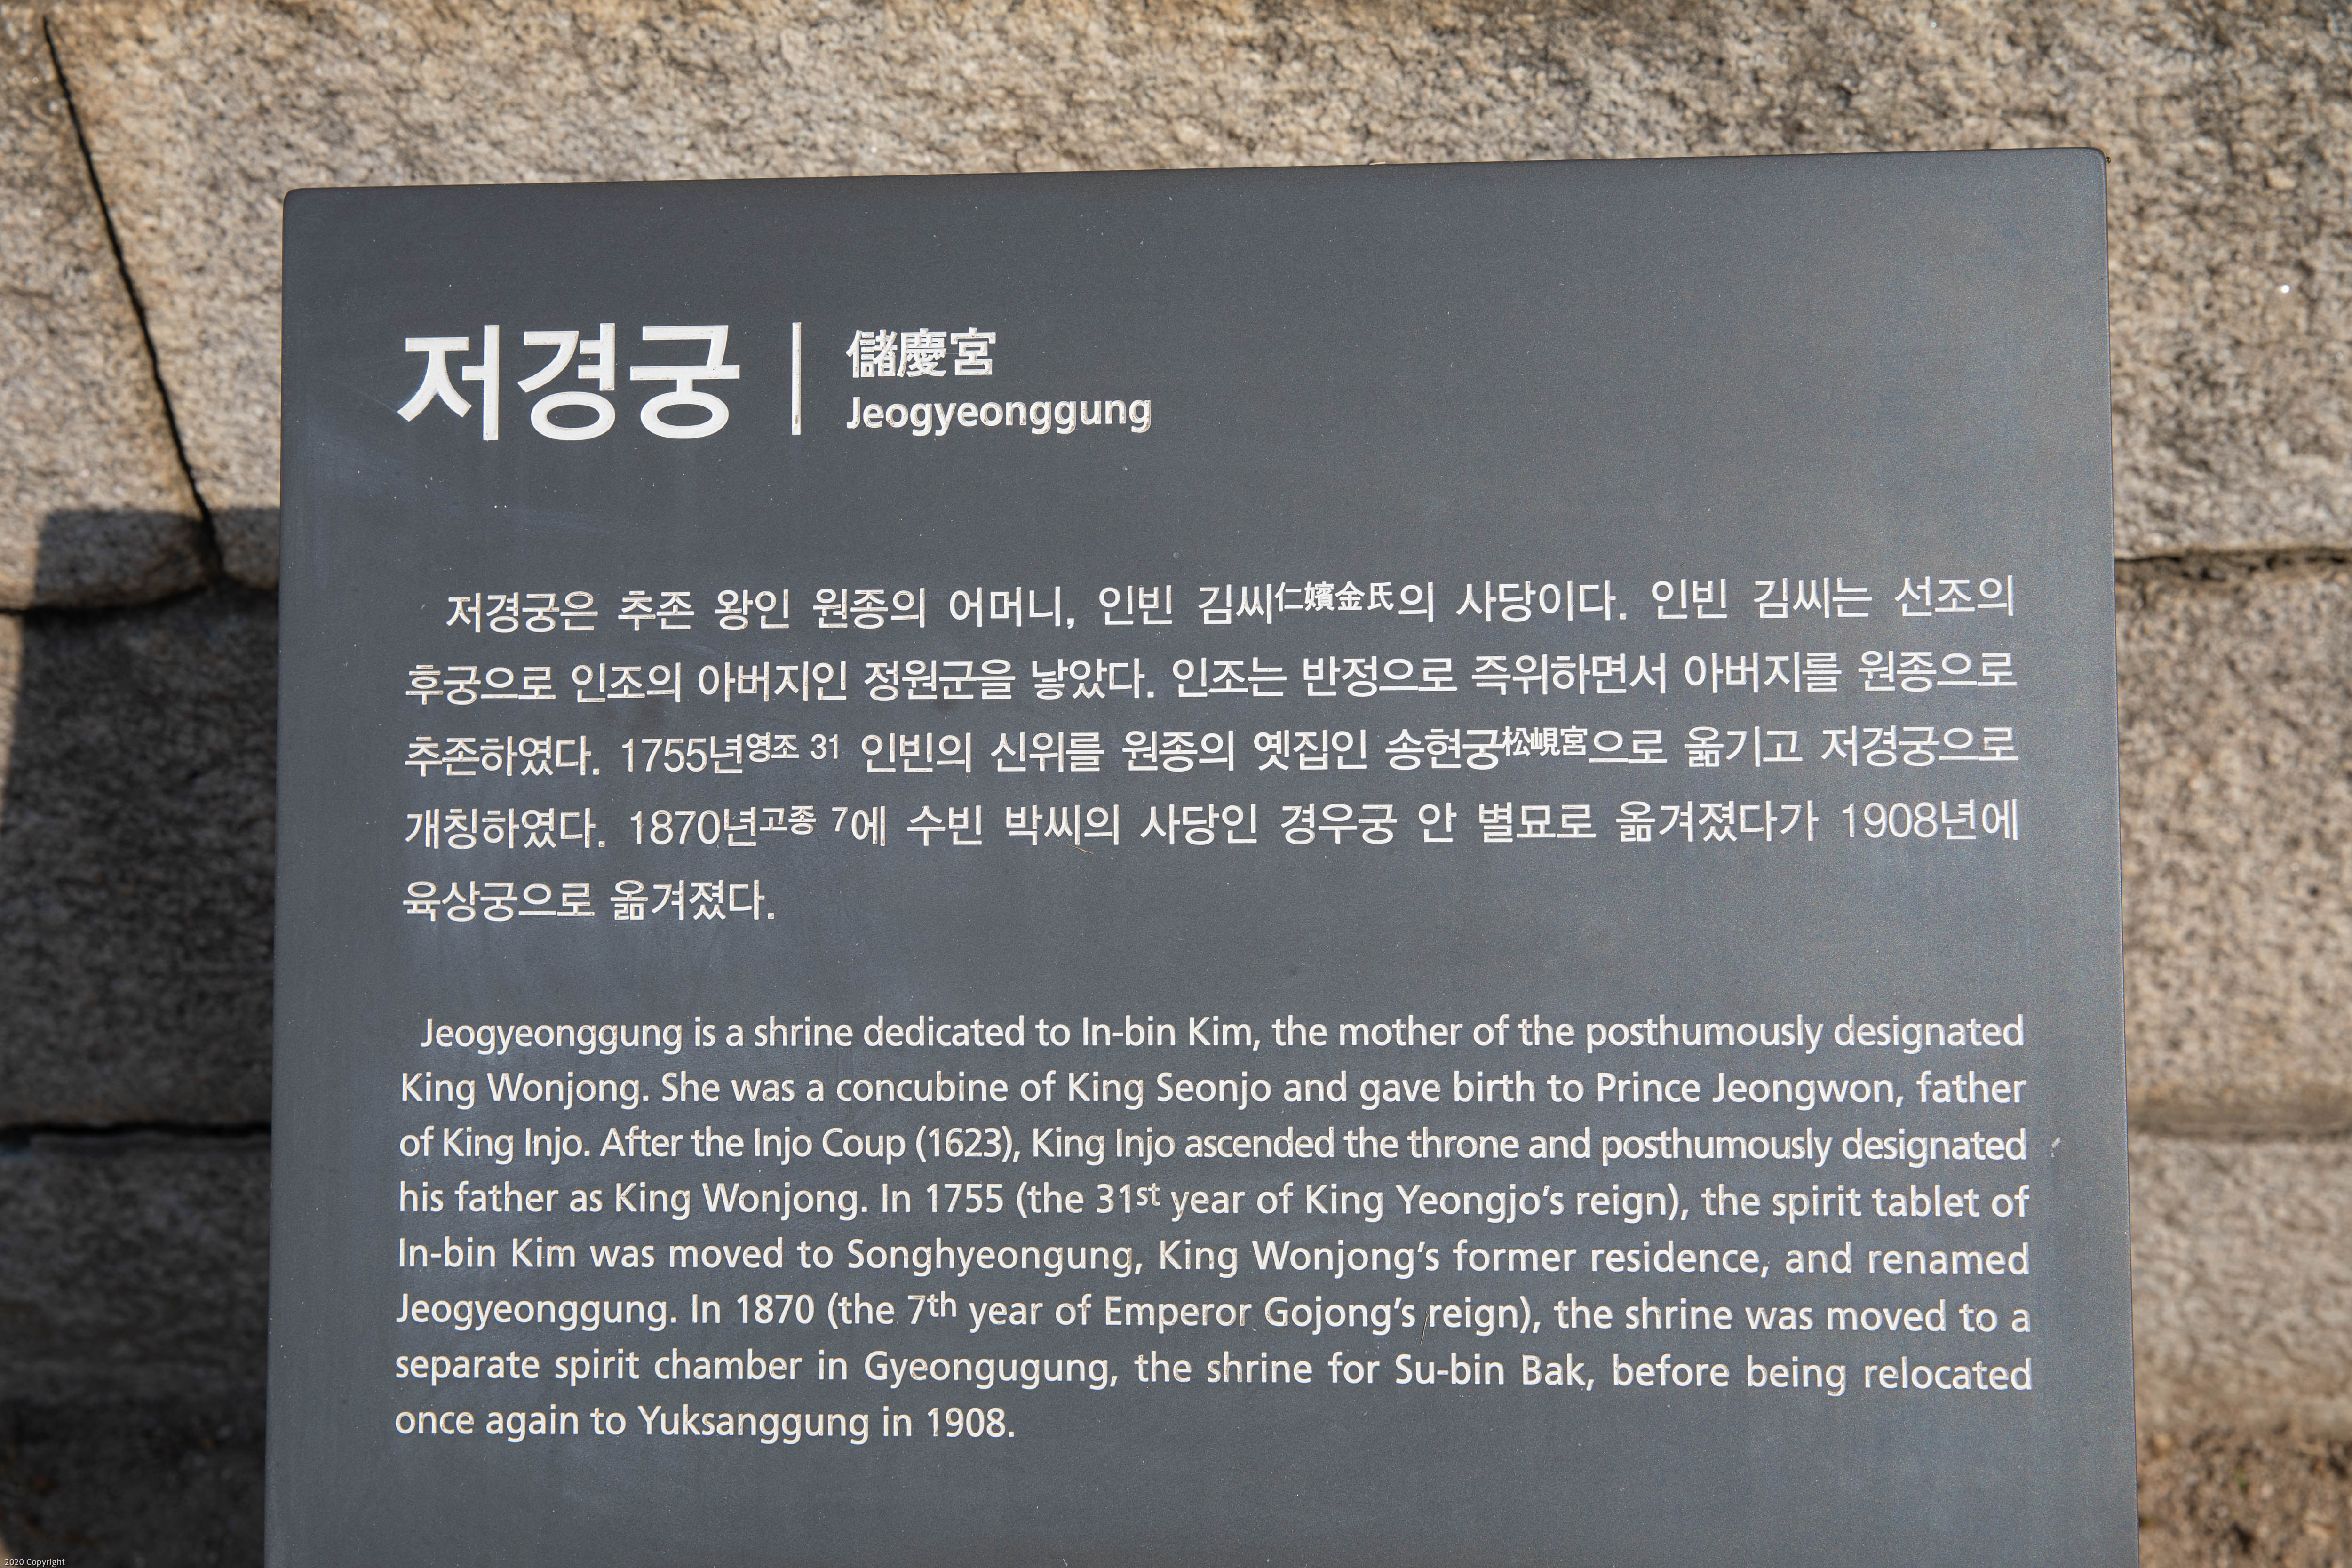 저경궁 | 儲慶宮
Jeogyeonggung
저경궁은 추존 왕인 원종의 어머니, 인빈 김씨仁嬪金氏의 사당이다. 인빈 김씨는 선조의
후궁으로 인조의 아버지인 정원군을 낳았다. 인조는 반정으로 즉위하면서 아버지를 원종으로
추존하였다. 1755년영조 31 인빈의 신위를 원종의 옛집인 송현궁松峴宮으로 옮기고 저경궁으로
개칭하였다. 1870년고종 7에 수빈 박씨의 사당인 경우궁 안 별묘로 옮겨졌다가 1908년에
육상궁으로 옮겨졌다.
Jeogyeonggung is a shrine dedicated to In-bin Kim, the mother of the posthumously designated
King Wonjong. She was a concubine of King Seonjo and gave birth to Prince Jeongwon, father
of King Injo. After the Injo Coup (1623), King Injo ascended the throne and posthumously designated
his father as King Wonjong. In 1755 (the 31st year of King Yeongjo’s reign), the spirit tablet of
In-bin Kim was moved to Songhyeongung, King Wonjong’s former residence, and renamed
Jeogyeonggung. In 1870 (the 7th year of Emperor Gojong’s reign), the shrine was moved to a
separate spirit chamber in Gyeongugung, the shrine for Su-bin Bak, before being relocated
once again to Yuksanggung in 1908.
2020 Copyright